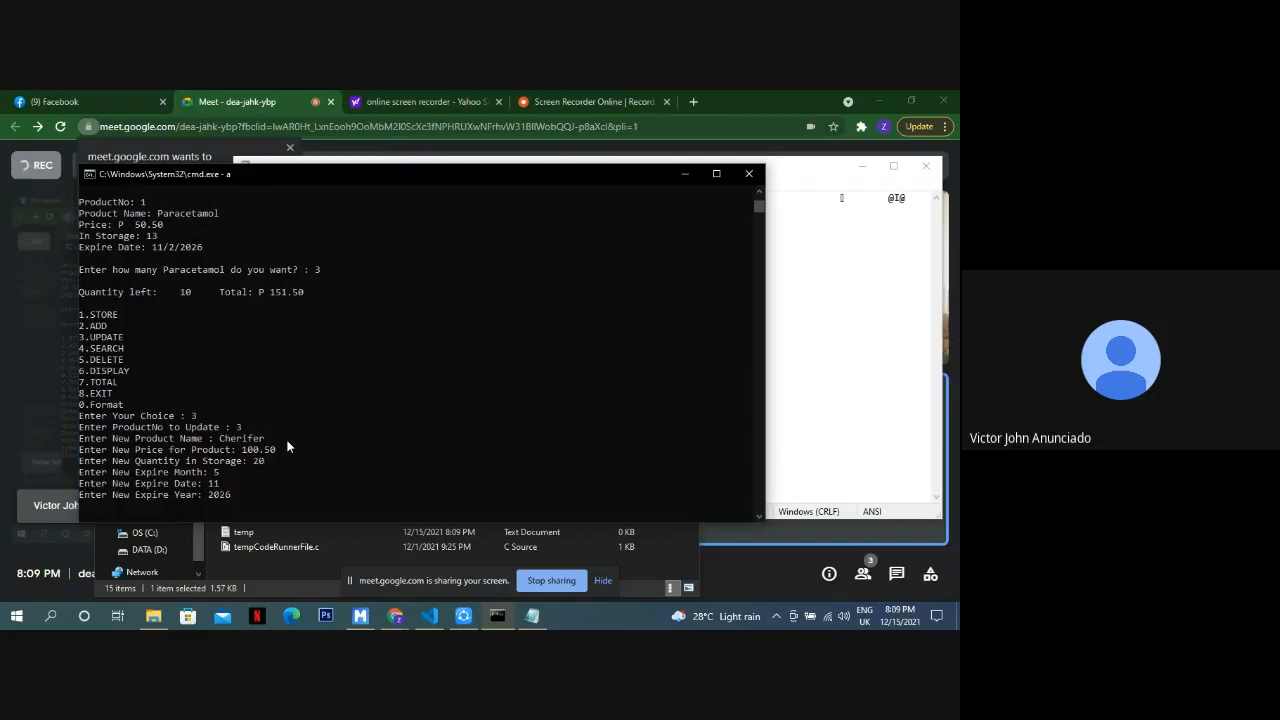 (9) Facebook
Meet - dea-jahk-ybp
online screen recorder - Yahoo S
Screen Recorder Online | Record
meet.google.com/dea-jahk-ybp?fbclid=IwAR0Ht_LxnEooh9OoMbM2I0ScXc3fNPHRUXwNFrhvW31BIlWobQQJ-p8aXcI&pli=1
Z
Update
REC
meet.google.com wants to
C:\Windows\System32\cmd.exe - a
@I@
ProductNo: 1
Product Name: Paracetamol
Price: P  50.50
In Storage: 13
Expire Date: 11/2/2026
Enter how many Paracetamol do you want? : 3
Quantity left:    10     Total: P 151.50
1.STORE
2.ADD
3.UPDATE
4.SEARCH
5.DELETE
6.DISPLAY
7.TOTAL
8.EXIT
0.Format
Enter Your Choice : 3
Enter ProductNo to Update : 3
Enter New Product Name : Cherifer
Enter New Price for Product: 100.50
Enter New Quantity in Storage: 20
Enter New Expire Month: 5
Enter New Expire Date: 11
Enter New Expire Year: 2026
Victor John Anunciado
Victor Joh
Windows (CRLF)
ANSI
OS (C:)
DATA (D:)
Network
temp 12/15/2021 8:09 PM Text Document 0 KB
tempCodeRunnerFile.c 12/1/2021 9:25 PM C Source 1 KB
8:09 PM
dea
15 items
1 item selected 1.57 KB
meet.google.com is sharing your screen.
Stop sharing
Hide
3
28°C Light rain
ENG
UK
8:09 PM
12/15/2021